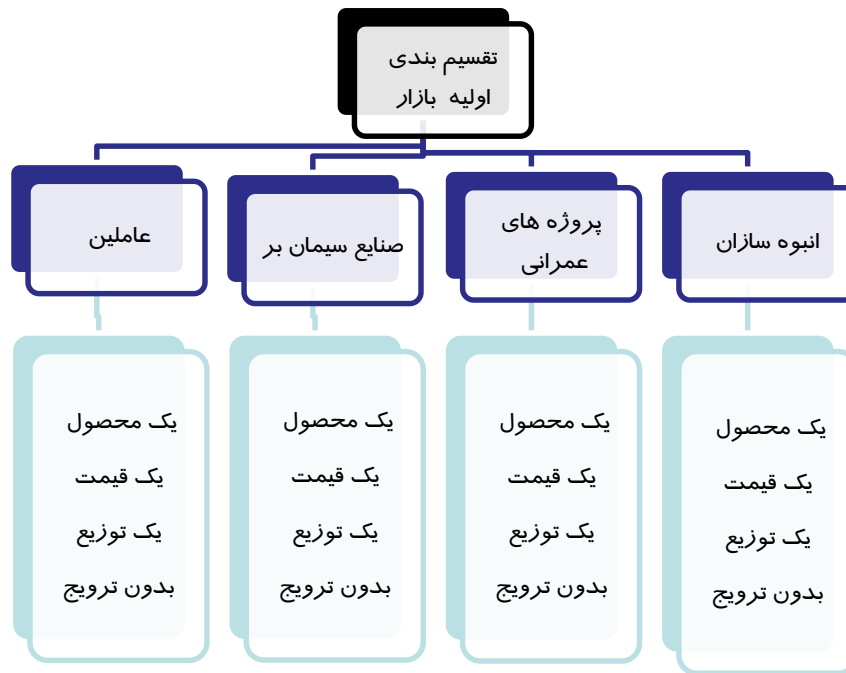 تقسیم بندی
اولیه بازار
انبوه سازان
پروژه های
عمرانی
صنایع سیمان بر
عاملین
یک محصول
یک قیمت
یک توزیع
بدون ترویج
یک محصول
یک قیمت
یک توزیع
بدون ترویج
یک محصول
یک قیمت
یک توزیع
بدون ترویج
یک محصول
یک قیمت
یک توزیع
بدون ترویج